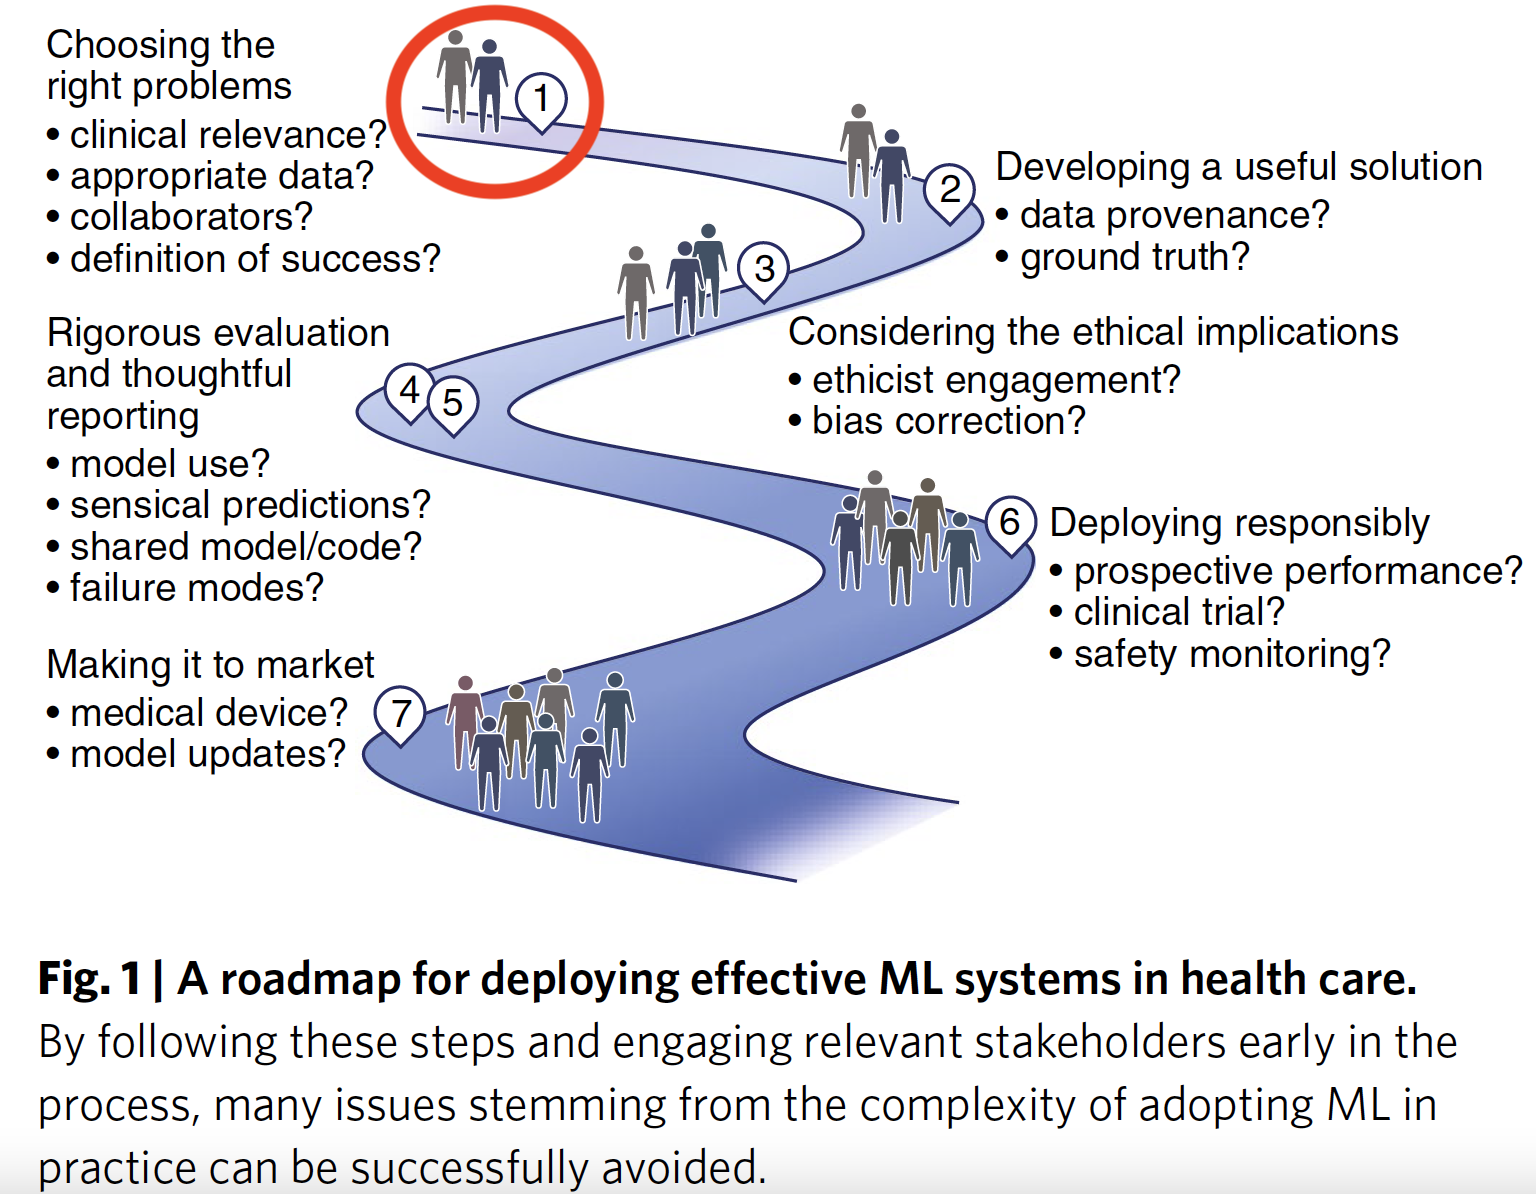 Choosing the
right problems
• clinical relevance?
• appropriate data?
• collaborators?
• definition of success?
1
2
Developing a useful solution
• data provenance?
• ground truth?
3
Considering the ethical implications
• ethicist engagement?
• bias correction?
Rigorous evaluation
and thoughtful
reporting
• model use?
• sensical predictions?
• shared model/code?
• failure modes?
4
5
6
Deploying responsibly
• prospective performance?
• clinical trial?
• safety monitoring?
Making it to market
• medical device?
• model updates?
7
Fig. 1 | A roadmap for deploying effective ML systems in health care.
By following these steps and engaging relevant stakeholders early in the
process, many issues stemming from the complexity of adopting ML in
practice can be successfully avoided.